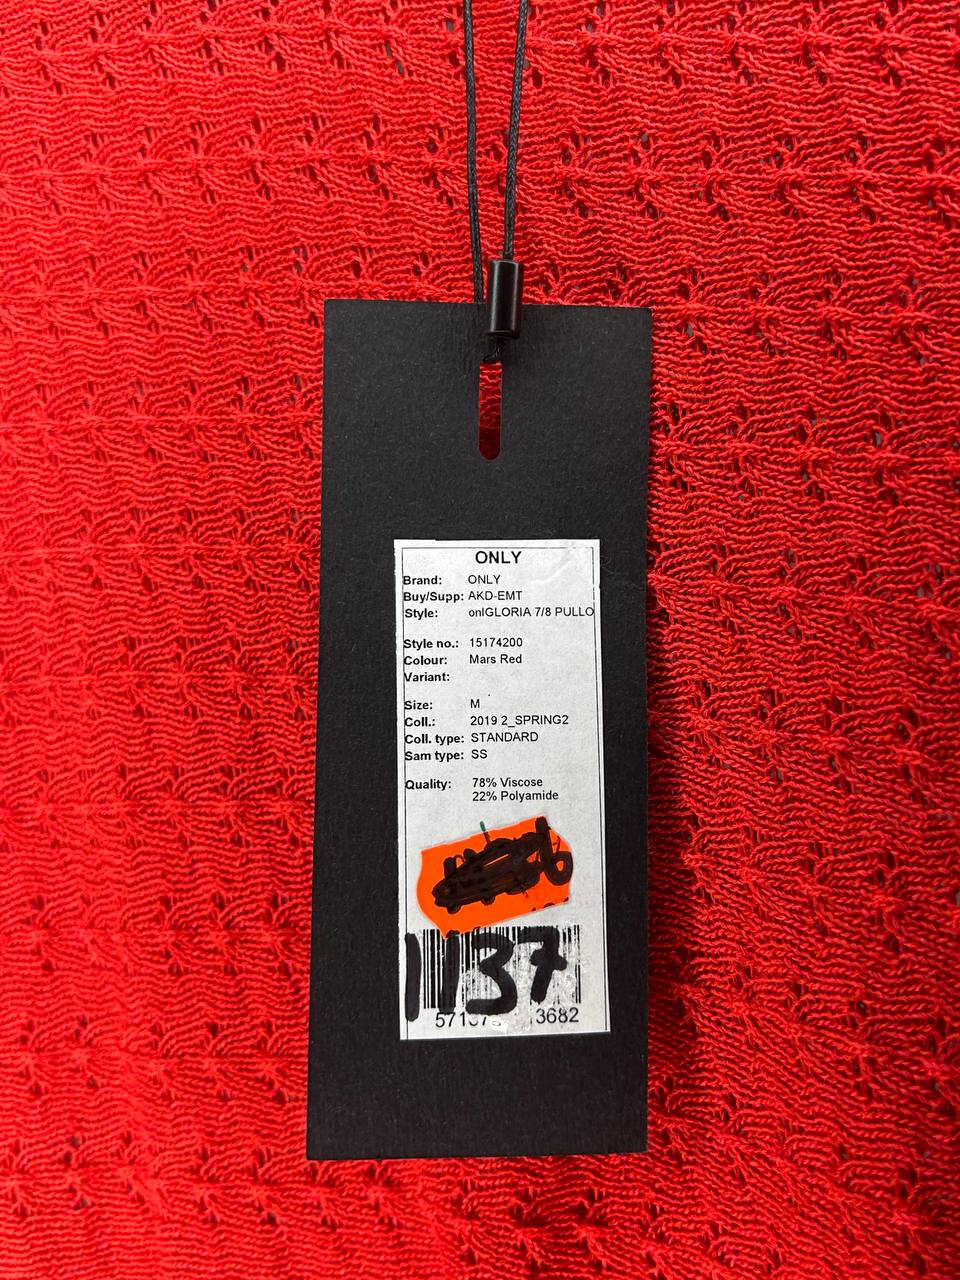 ONLY
Brand: ONLY
Buy/Supp: AKD-EMT
Style: onlGLORIA 7/8 PULLO
Style no.: 15174200
Colour: Mars Red
Variant:
Size: M
Coll.: 2019 2_SPRING2
Coll. type: STANDARD
Sam type: SS
Quality: 78% Viscose
22% Polyamide
1137
3682